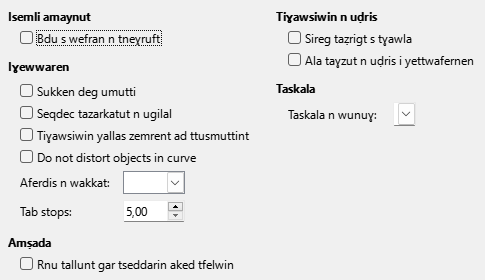 Isemli amaynut
Bdu s wefran n tneɣruft
Iɣewwaren
Sukken deg umutti
Seqdec tazarkatut n ugilal
Tiɣawsiwin yallas zemrent ad ttusmuttint
Do not distort objects in curve
Aferdis n wakkat:
Tab stops: 5,00
Amṣada
Rnu tallunt gar tseddarin aked tfelwin
Tiɣawsiwin n uḍris
Sireg taẓrigt s tɣawla
Ala taɣzut n uḍris i yettwafernen
Taskala
Taskala n wunuɣ: